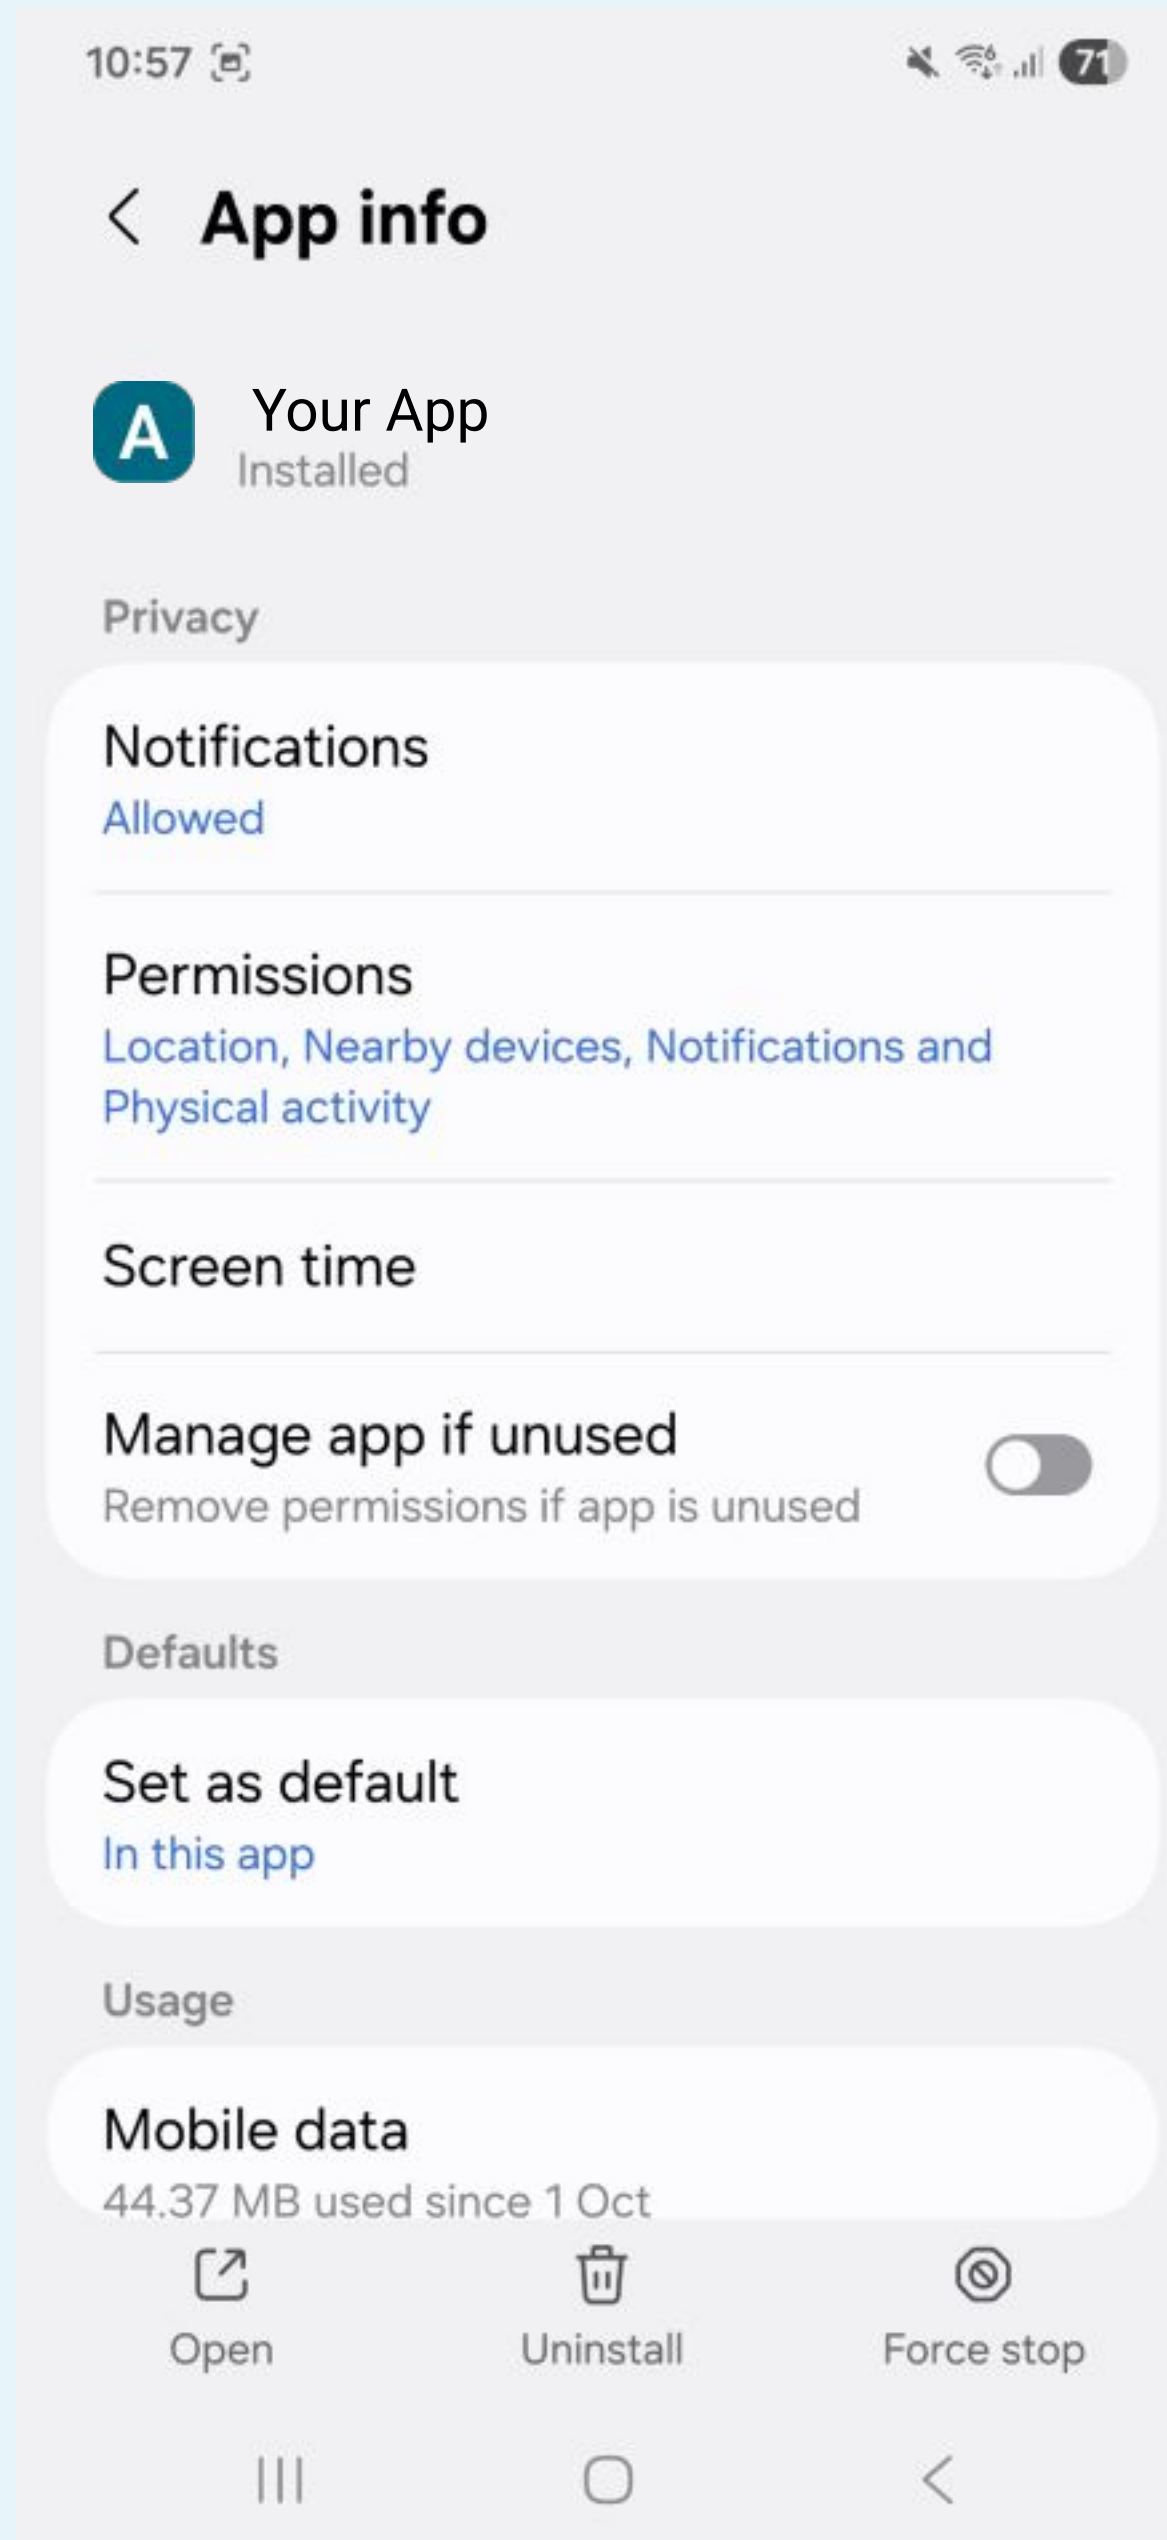 10:57
71
App info
A
Your App
Installed
Privacy
Notifications
Allowed
Permissions
Location, Nearby devices, Notifications and
Physical activity
Screen time
Manage app if unused
Remove permissions if app is unused
Defaults
Set as default
In this app
Usage
Mobile data
44.37 MB used since 1 Oct
Open
Uninstall
Force stop